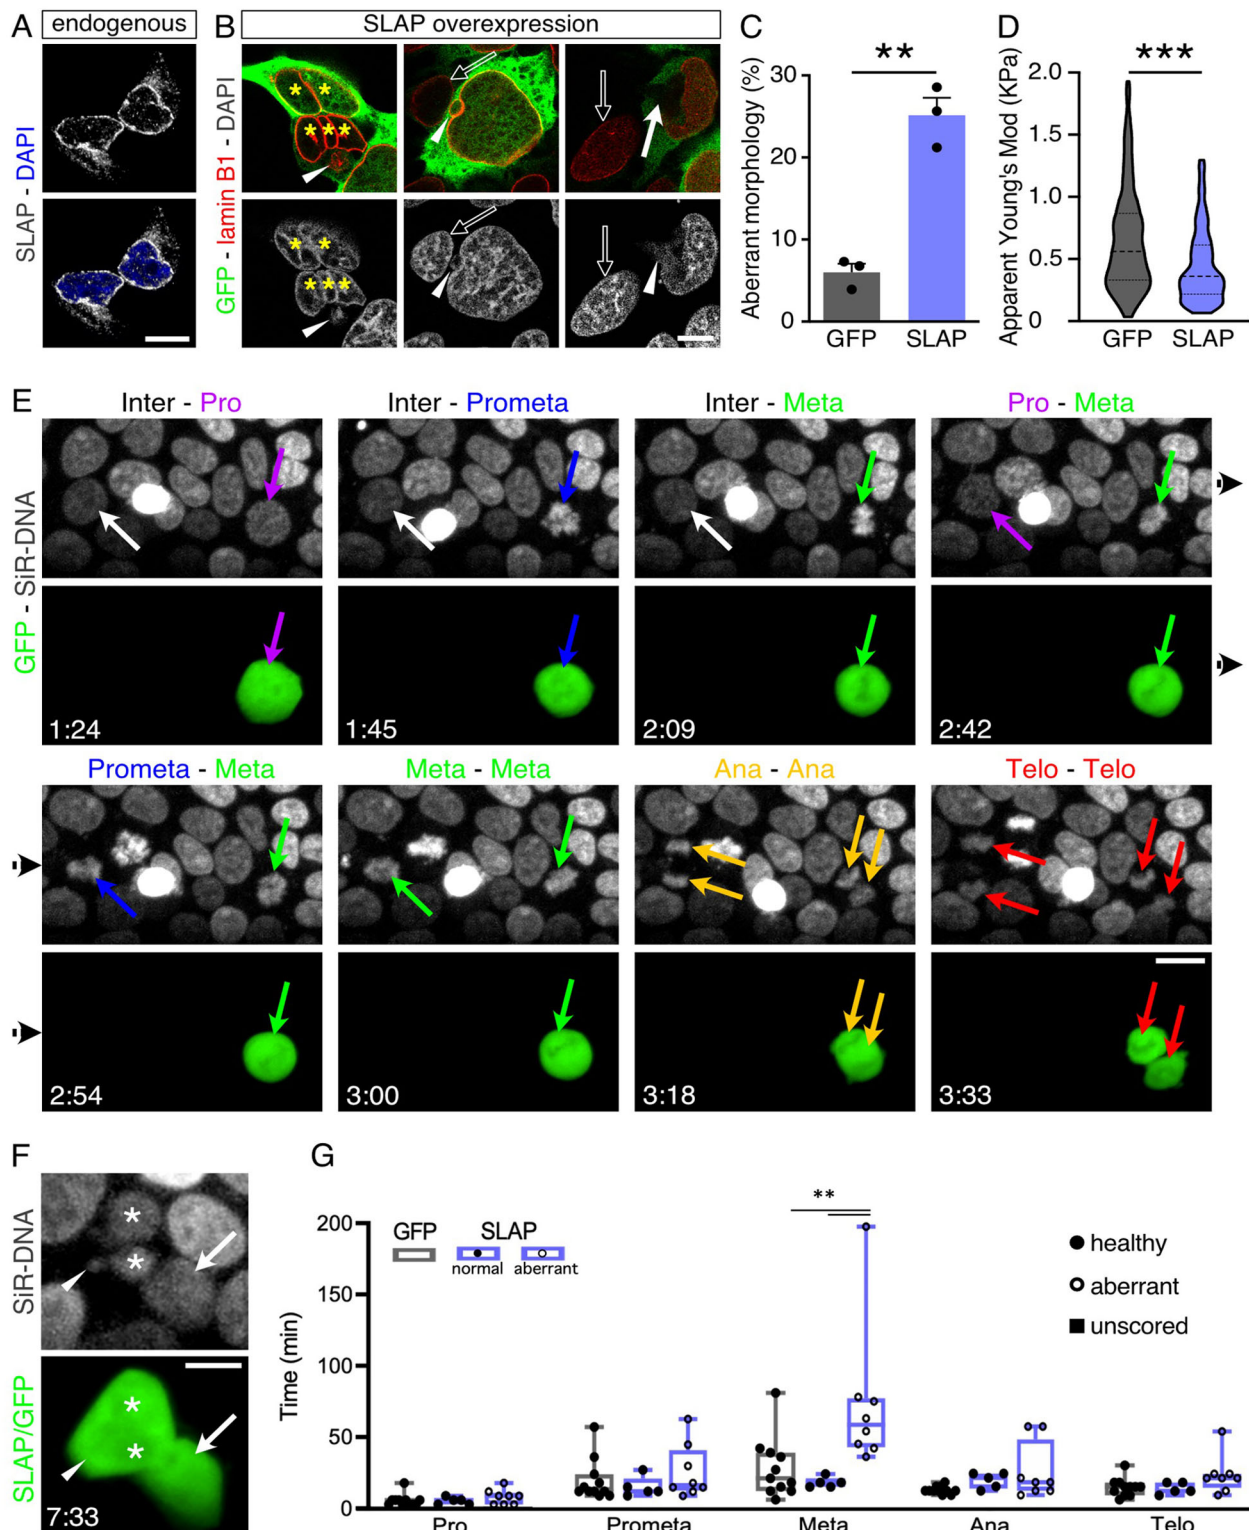 A endogenous
SLAP - DAPI
B SLAP overexpression
GFP - lamin B1 - DAPI
** **
*** ***
** **
*** ***
C
Aberrant morphology (%)
**
30
20
10
0
GFP SLAP
D
Apparent Young's Mod (KPa)
***
2.0
1.5
1.0
0.5
0
GFP SLAP
E
GFP - SiR-DNA
Inter - Pro
Inter - Prometa
Inter - Meta
Pro - Meta
1:24
1:45
2:09
2:42
Prometa - Meta
Meta - Meta
Ana - Ana
Telo - Telo
2:54
3:00
3:18
3:33
F
SiR-DNA
*
*
SLAP/GFP
*
*
7:33
G
**
GFP SLAP
normal aberrant
healthy
aberrant
unscored
Time (min)
200
150
100
50
0
Pro Prometa Meta Ana Telo